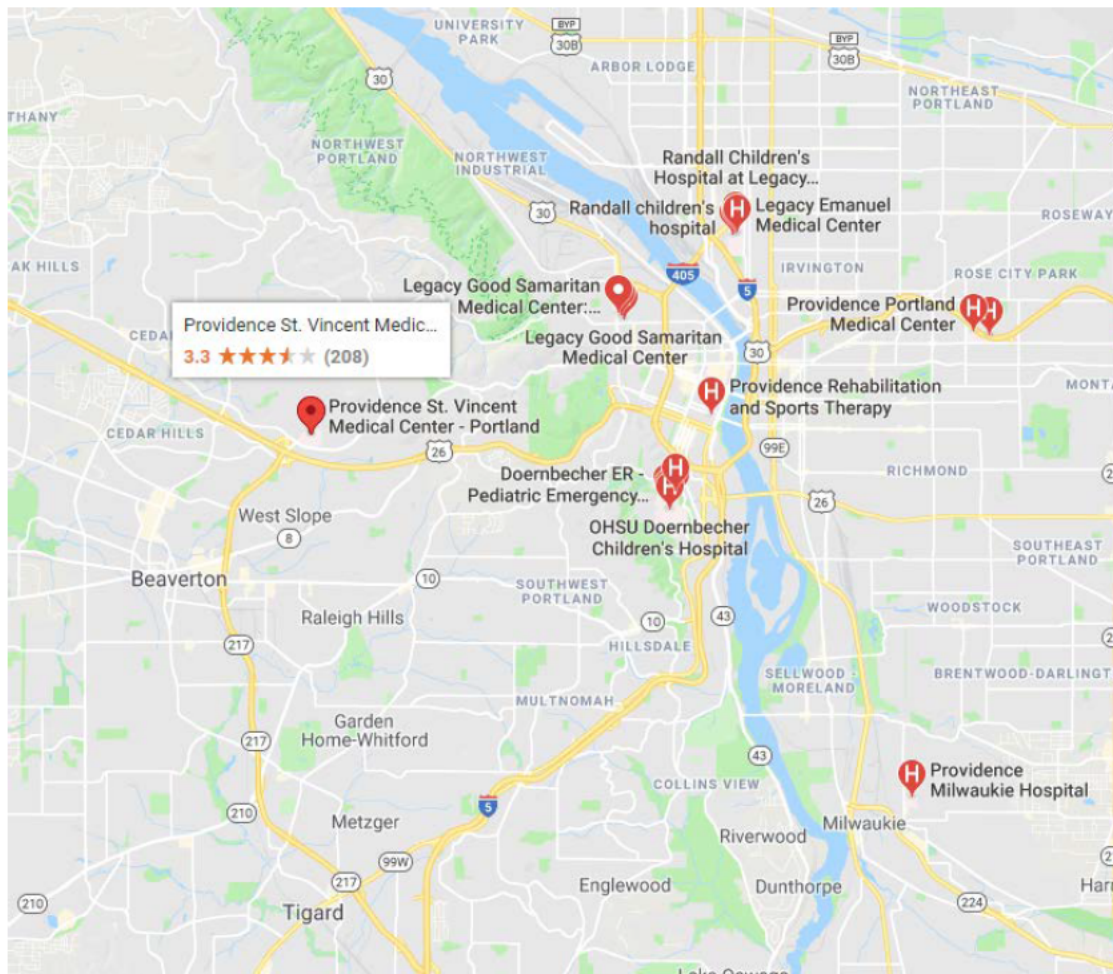 UNIVERSITY
PARK
BYP
30B
BYP
30B
ARBOR LODGE
30
NORTHEAST
PORTLAND
THANY
NORTHWEST
PORTLAND
NORTHWEST
INDUSTRIAL
Randall Children's
Hospital at Legacy...
Randall children's
hospital
Legacy Emanuel
Medical Center
30
ROSEWAY
OAK HILLS
405
5
IRVINGTON
ROSE CITY PARK
Legacy Good Samaritan
Medical Center:...
Providence Portland
Medical Center
Providence St. Vincent Medic...
3.3 (208)
CEDA
Legacy Good Samaritan
Medical Center
30
Providence Rehabilitation
and Sports Therapy
MONTA
Providence St. Vincent
Medical Center - Portland
CEDAR HILLS
26
99E
Doernbecher ER -
Pediatric Emergency...
RICHMOND
26
West Slope
8
OHSU Doernbecher
Children's Hospital
SOUTHEAST
PORTLAND
Beaverton
10
SOUTHWEST
PORTLAND
Raleigh Hills
WOODSTOCK
43
10
217
HILLSDALE
SELLWOOD -
MORELAND
BRENTWOOD-DARLINGT
MULTNOMAH
Garden
Home-Whitford
217
43
COLLINS VIEW
Providence
Milwaukie Hospital
5
210
Metzger
Riverwood
Milwaukie
99W
217
Englewood
Dunthorpe
Harr
210
Tigard
224
Lake Oswego